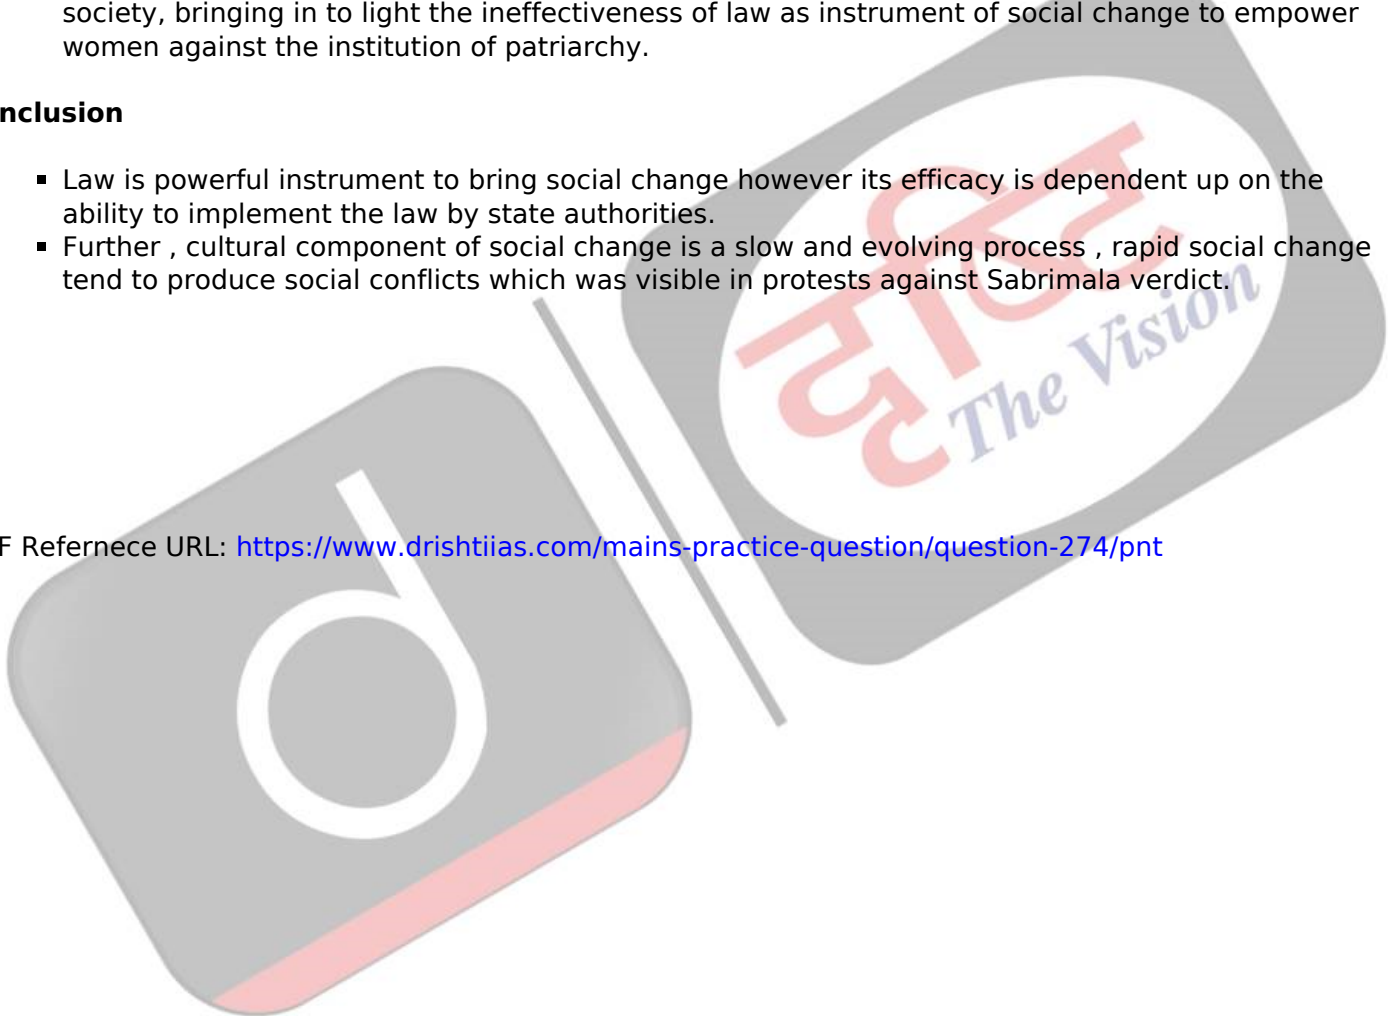 society, bringing in to light the ineffectiveness of law as instrument of social change to empower
women against the institution of patriarchy.
nclusion
▪ Law is powerful instrument to bring social change however its efficacy is dependent up on the
ability to implement the law by state authorities.
▪ Further , cultural component of social change is a slow and evolving process , rapid social change
tend to produce social conflicts which was visible in protests against Sabrimala verdict.
दृष्टि
The Vision
d
F Refernece URL: https://www.drishtiias.com/mains-practice-question/question-274/pnt